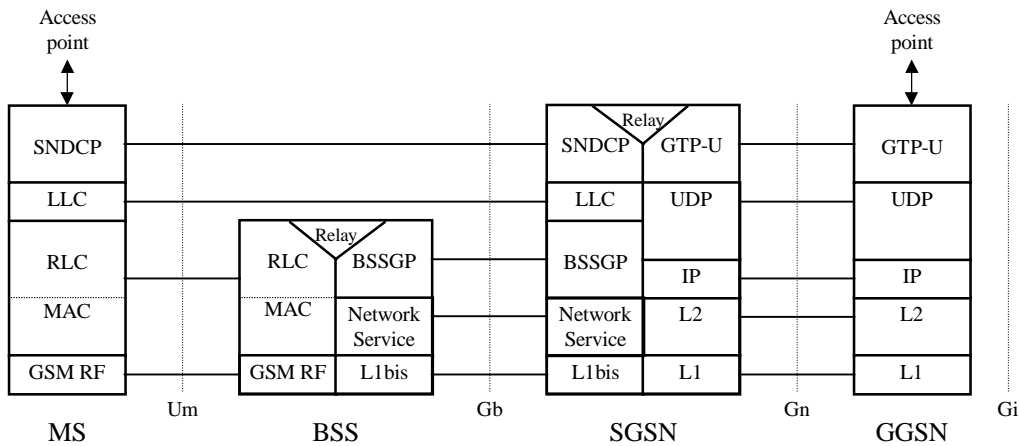 Access
point
Access
point
SNDCP
Relay
SNDCP
GTP-U
GTP-U
LLC
LLC
UDP
UDP
RLC
Relay
RLC
BSSGP
BSSGP
IP
IP
MAC
MAC
Network
Service
Network
Service
L2
L2
GSM RF
GSM RF
L1bis
L1bis
L1
L1
Um
Gb
Gn
Gi
MS
BSS
SGSN
GGSN